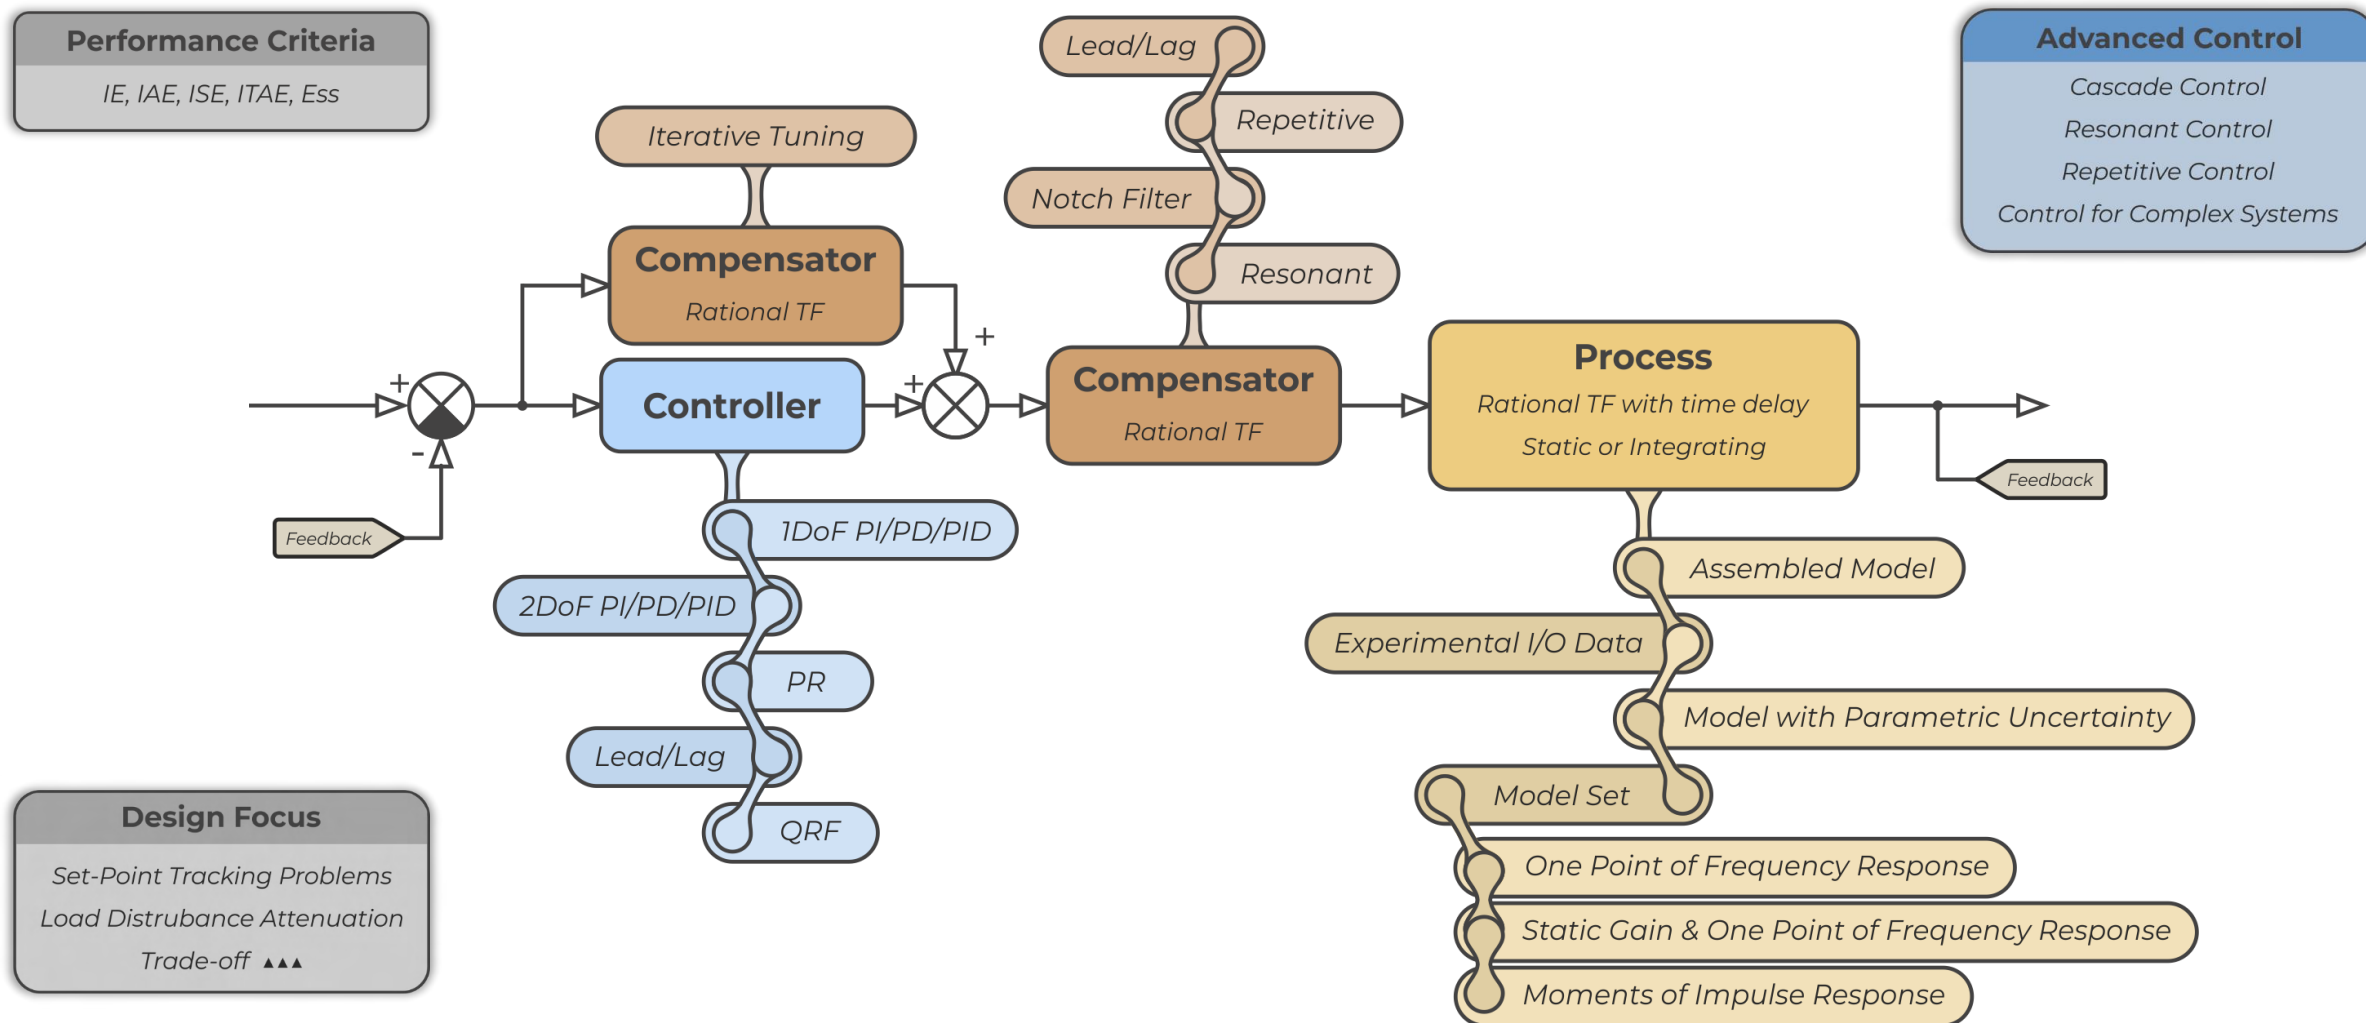 Performance Criteria
IE, IAE, ISE, ITAE, Ess
Iterative Tuning
Compensator
Rational TF
Lead/Lag
Repetitive
Notch Filter
Resonant
Advanced Control
Cascade Control
Resonant Control
Repetitive Control
Control for Complex Systems
+
-
Feedback
Controller
+
+
Compensator
Rational TF
Process
Rational TF with time delay
Static or Integrating
Feedback
1DoF PI/PD/PID
2DoF PI/PD/PID
PR
Lead/Lag
QRF
Assembled Model
Experimental I/O Data
Model with Parametric Uncertainty
Model Set
One Point of Frequency Response
Static Gain & One Point of Frequency Response
Moments of Impulse Response
Design Focus
Set-Point Tracking Problems
Load Distrubance Attenuation
Trade-off ▲▲▲